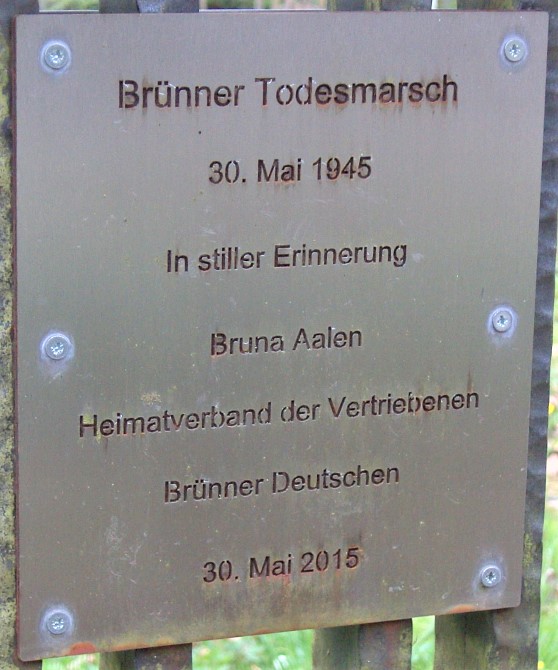 Brünner Todesmarsch
30. Mai 1945
In stiller Erinnerung
Bruna Aalen
Heimatverband der Vertriebenen
Brünner Deutschen
30. Mai 2015